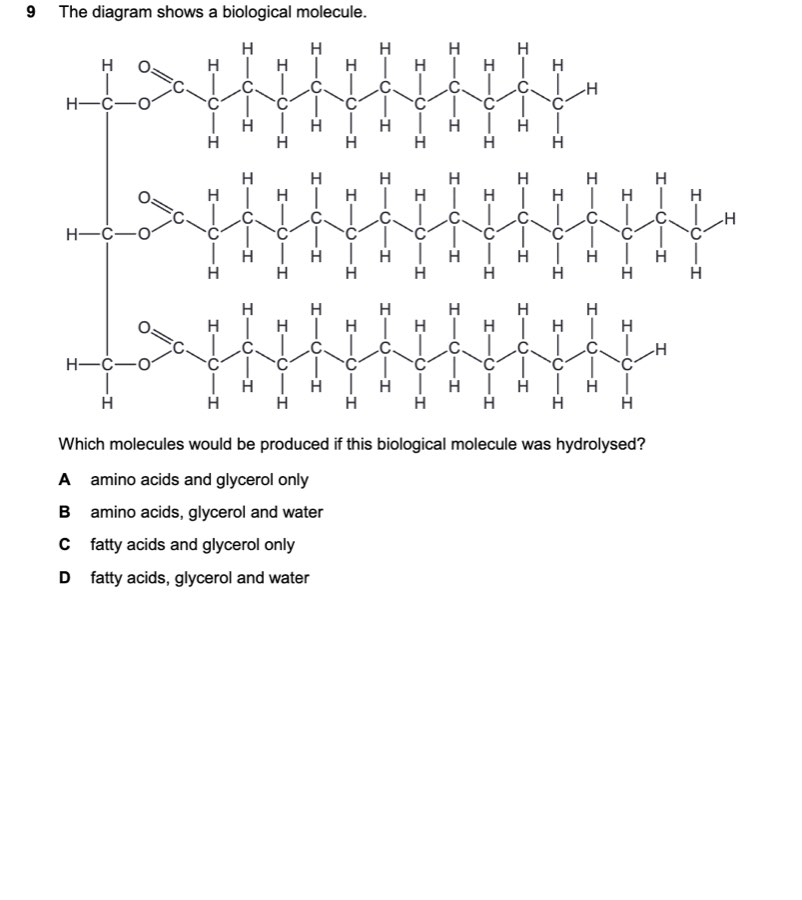 9 The diagram shows a biological molecule.
H H H H H
H O H H H H H H
C C C C C C H
H C O C C C C C C
H H H H H
H H H H H H
H H H H H H H
O H H H H H H H H
C C C C C C C C H
H C O C C C C C C C C
H H H H H H H
H H H H H H H H
H H H H H H
O H H H H H H H
C C C C C C C H
H C O C C C C C C C
H H H H H H
H H H H H H H H
Which molecules would be produced if this biological molecule was hydrolysed?
A amino acids and glycerol only
B amino acids, glycerol and water
C fatty acids and glycerol only
D fatty acids, glycerol and water